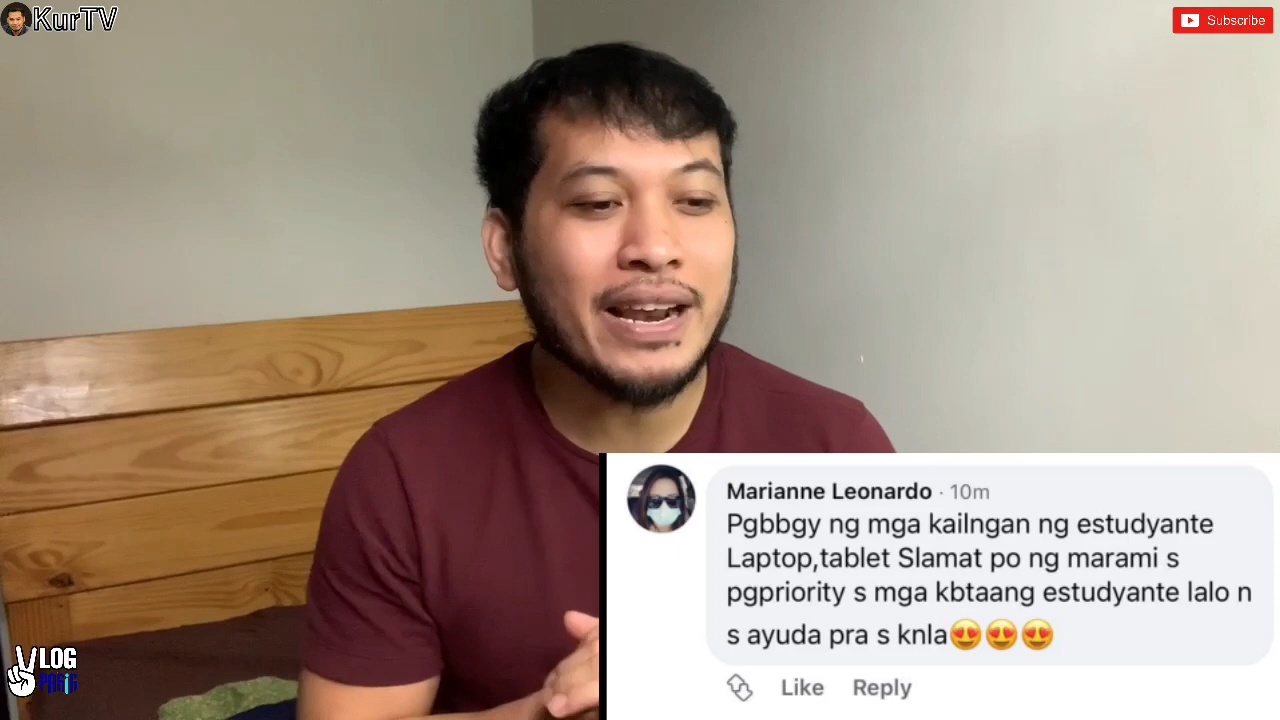 KurTV
Subscribe
Marianne Leonardo · 10m
Pgbbgy ng mga kailngan ng estudyante
Laptop,tablet Slamat po ng marami s
pgpriority s mga kbtaang estudyante lalo n
s ayuda pra s knla😍😍😍
Like Reply
VLOG
PASIG